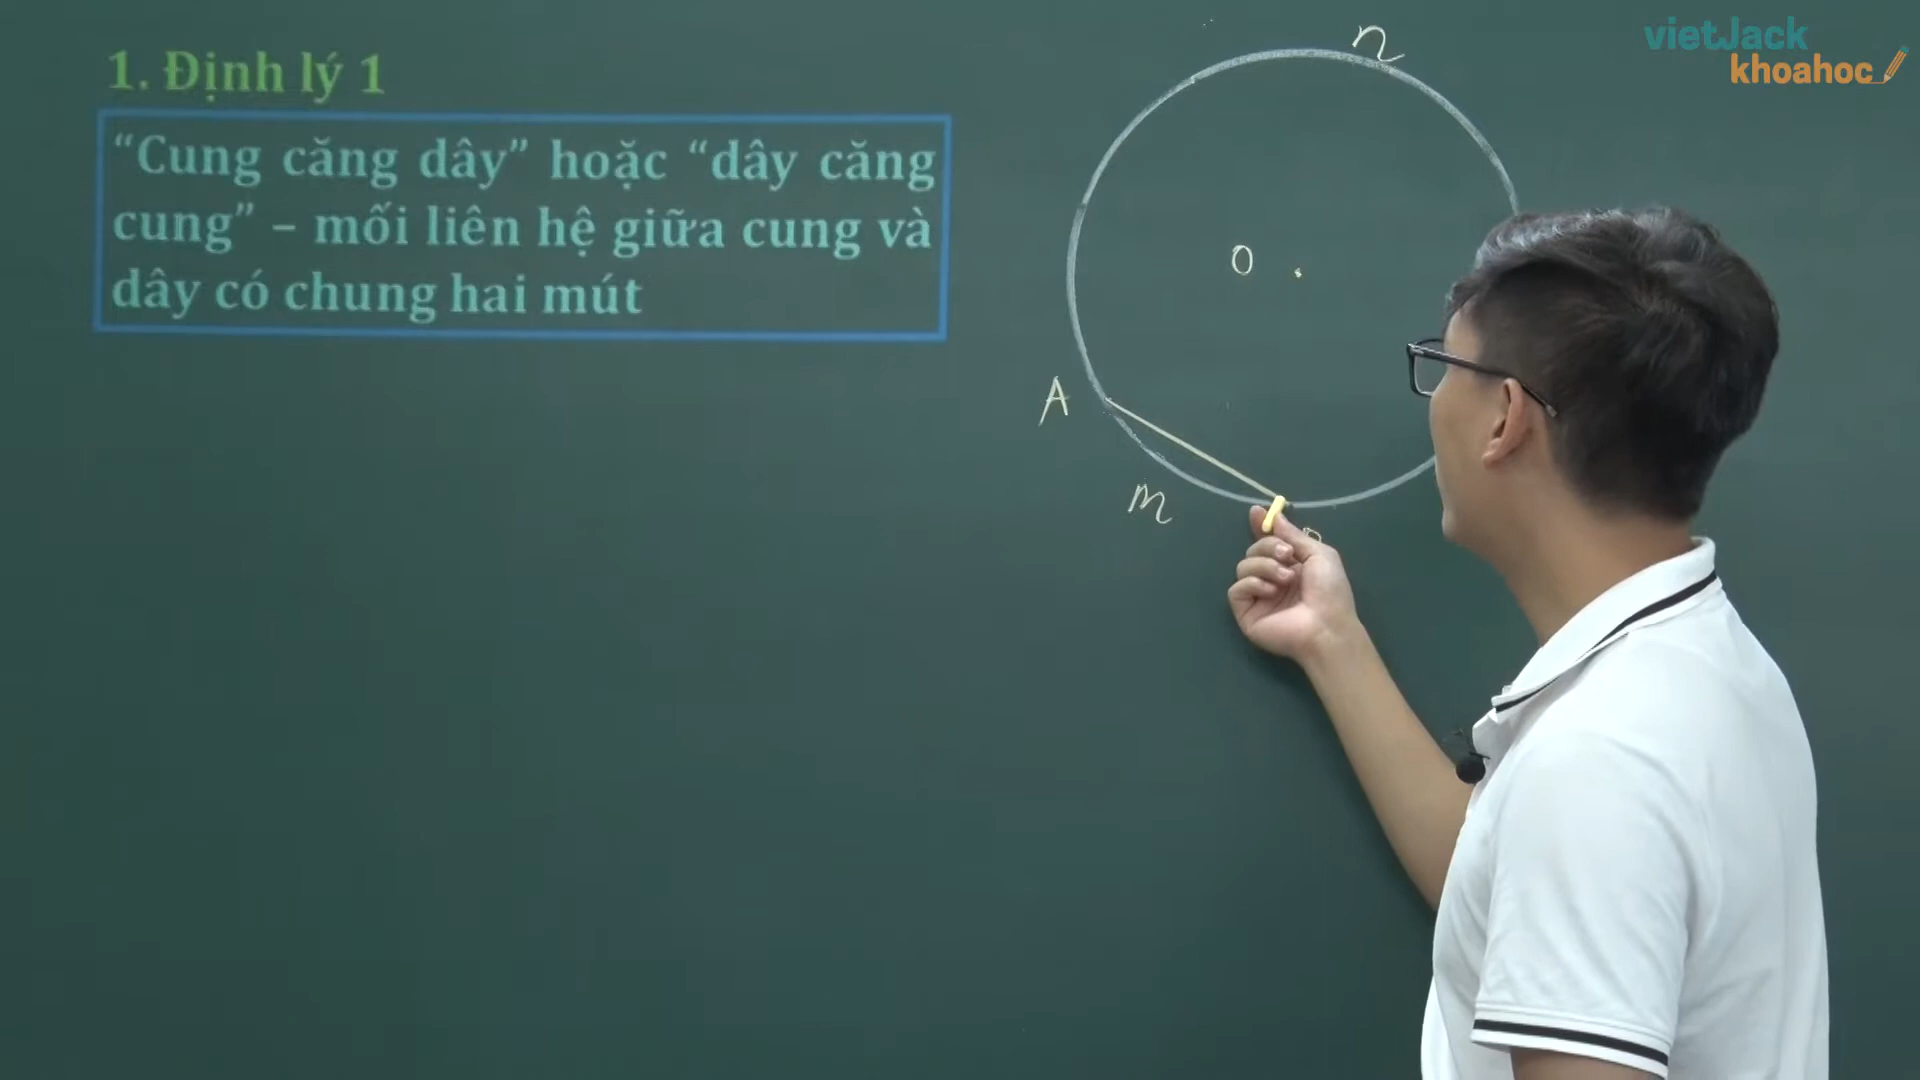 1. Định lý 1
“Cung căng dây” hoặc “dây căng
cung” – mối liên hệ giữa cung và
dây có chung hai mút
n
O
A
m
vietJack
khoahoc